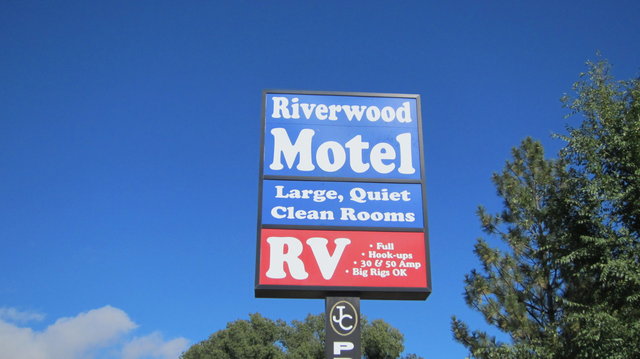 Riverwood
Motel
Large, Quiet
Clean Rooms
RV
• Full
• Hook-ups
• 30 & 50 Amp
• Big Rigs OK
JC
P